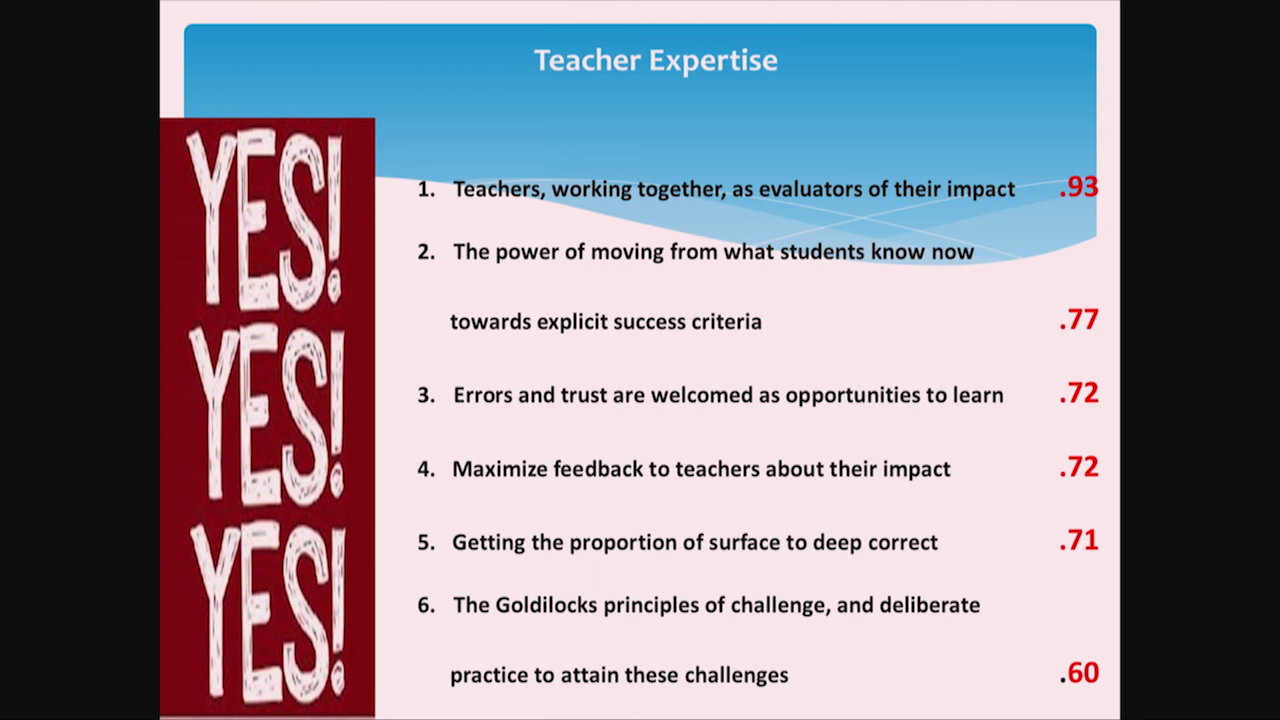 Teacher Expertise
YES!
YES!
YES!
1. Teachers, working together, as evaluators of their impact .93
2. The power of moving from what students know now
towards explicit success criteria .77
3. Errors and trust are welcomed as opportunities to learn .72
4. Maximize feedback to teachers about their impact .72
5. Getting the proportion of surface to deep correct .71
6. The Goldilocks principles of challenge, and deliberate
practice to attain these challenges .60